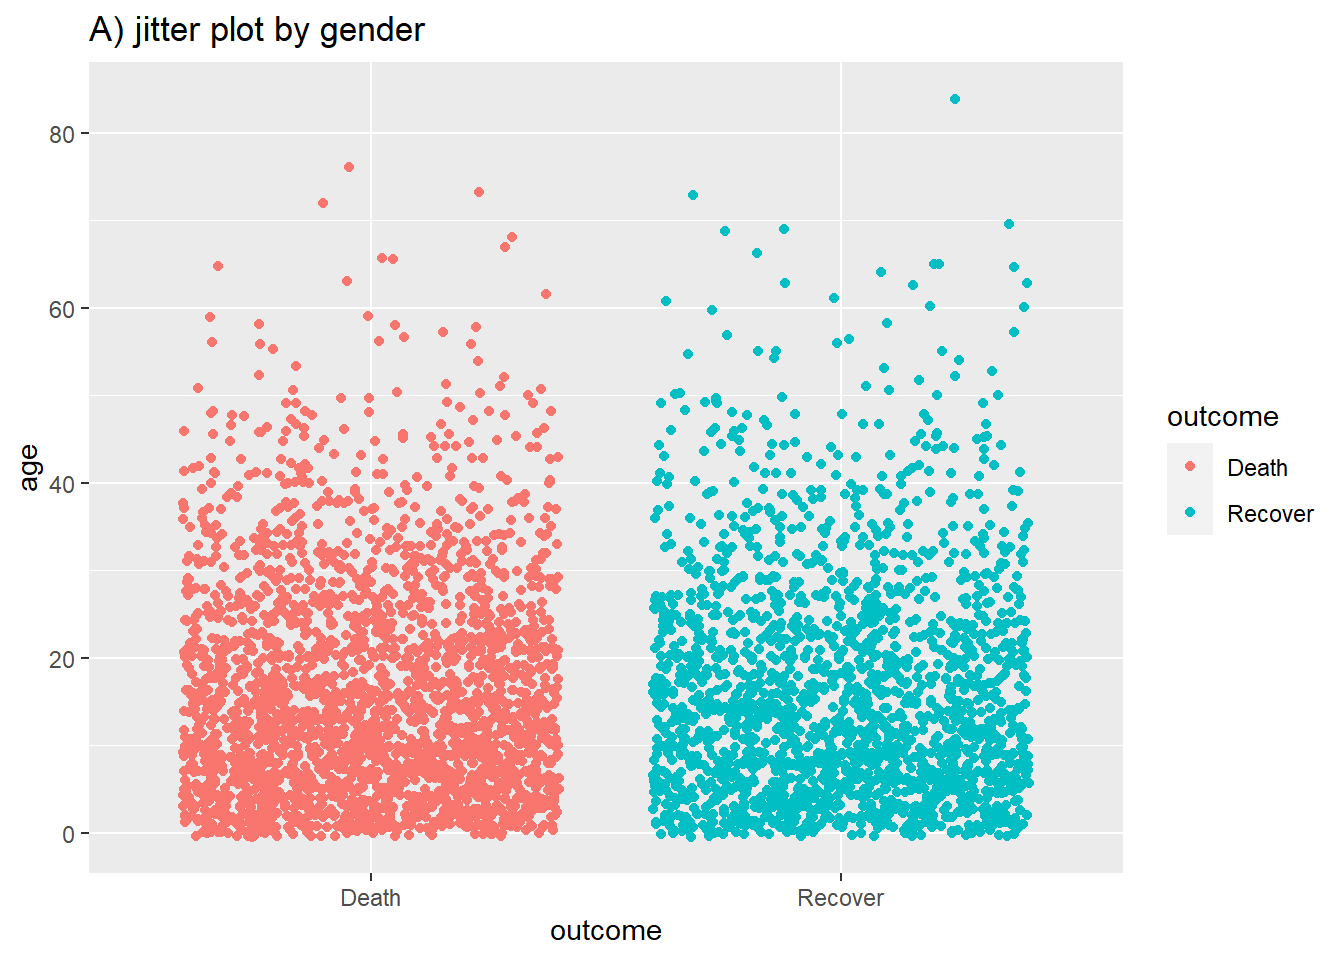 A) jitter plot by gender
80
60
40
20
0
age
Death
Recover
outcome
outcome
Death
Recover